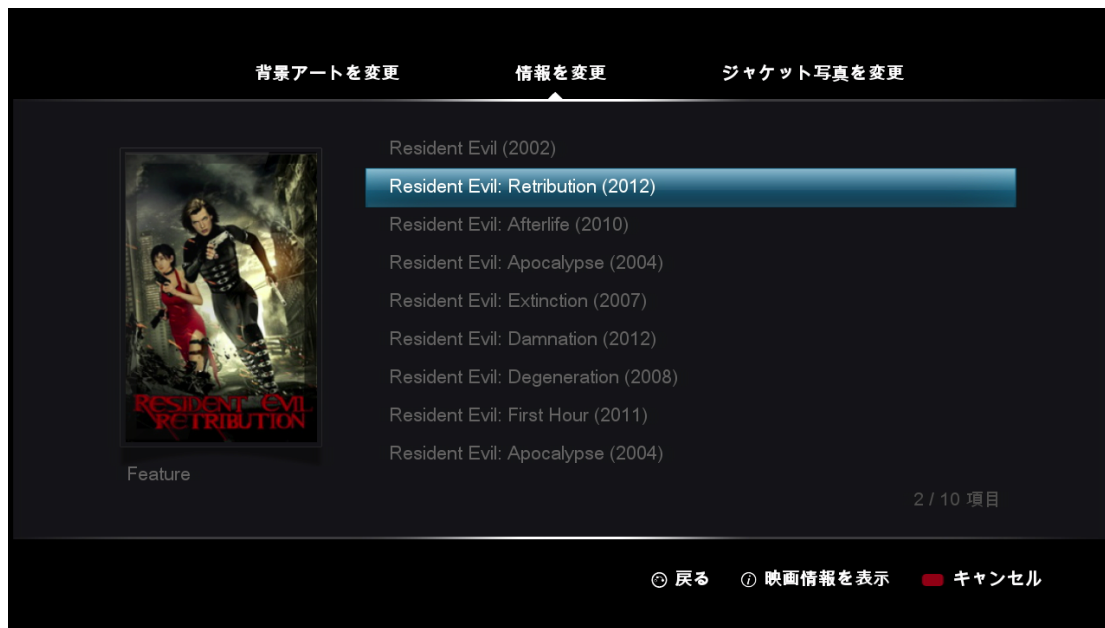 背景アートを変更 情報を変更 ジャケット写真を変更
Resident Evil (2002)
Resident Evil: Retribution (2012)
Resident Evil: Afterlife (2010)
Resident Evil: Apocalypse (2004)
Resident Evil: Extinction (2007)
Resident Evil: Damnation (2012)
Resident Evil: Degeneration (2008)
Resident Evil: First Hour (2011)
Resident Evil: Apocalypse (2004)
RESIDENT EVIL
RETRIBUTION
Feature
2 / 10 項目
戻る 映画情報を表示 キャンセル